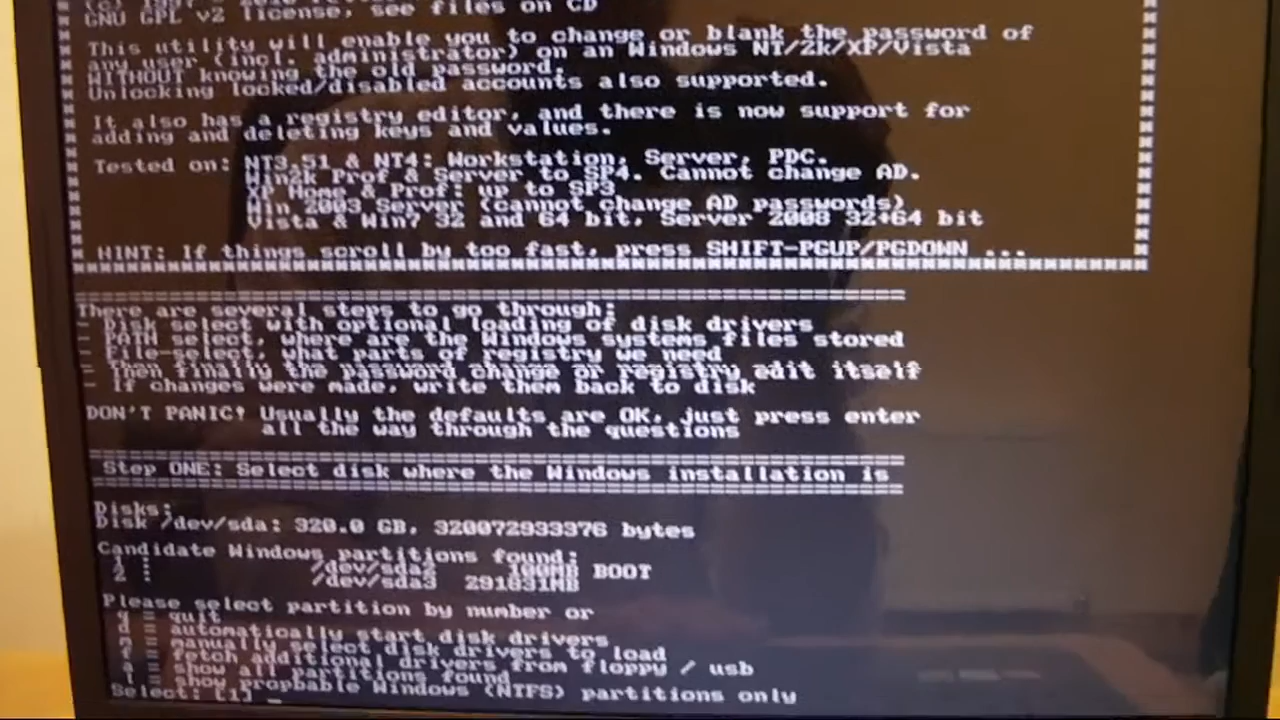 GNU GPL v2 license, see files on CD
This utility will enable you to change or blank the password of
any user (incl. administrator) on an Windows NT/2k/XP/Vista
WITHOUT knowing the old password.
Unlocking locked/disabled accounts also supported.
It also has a registry editor, and there is now support for
adding and deleting keys and values.
Tested on: NT3.51 & NT4: Workstation, Server, PDC.
Win2k Prof & Server to SP4. Cannot change AD.
XP Home & Prof: up to SP3
Win 2003 Server (cannot change AD passwords)
Vista & Win7 32 and 64 bit, Server 2008 32+64 bit
HINT: If things scroll by too fast, press SHIFT-PGUP/PGDOWN ...
There are several steps to go through:
- Disk select with optional loading of disk drivers
- PATH select, where are the Windows systems files stored
- File-select, what parts of registry we need
- Then finally the password change or registry edit itself
- If changes were made, write them back to disk
DON'T PANIC! Usually the defaults are OK, just press enter
all the way through the questions
Step ONE: Select disk where the Windows installation is
Disks:
Disk /dev/sda: 320.0 GB, 320072933376 bytes
Candidate Windows partitions found:
1 : /dev/sda2 100MB BOOT
2 : /dev/sda3 291831MB
Please select partition by number or
q = quit
d = automatically start disk drivers
m = manually select disk drivers to load
f = fetch additional drivers from floppy / usb
a = show all partitions found
l = show propbable Windows (NTFS) partitions only
Select: [1]